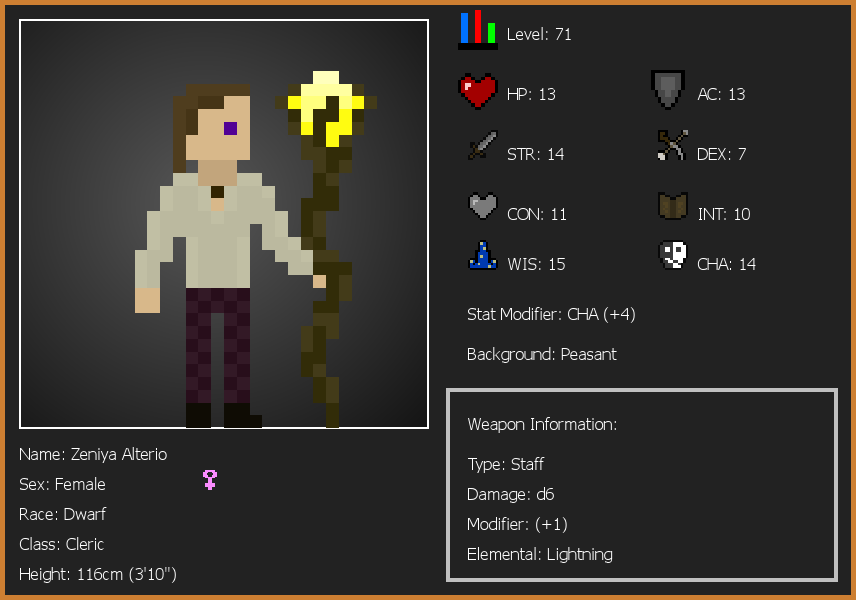 Level: 71
HP: 13
AC: 13
STR: 14
DEX: 7
CON: 11
INT: 10
WIS: 15
CHA: 14
Stat Modifier: CHA (+4)
Background: Peasant
Weapon Information:
Type: Staff
Damage: d6
Modifier: (+1)
Elemental: Lightning
Name: Zeniya Alterio
Sex: Female
Race: Dwarf
Class: Cleric
Height: 116cm (3'10")